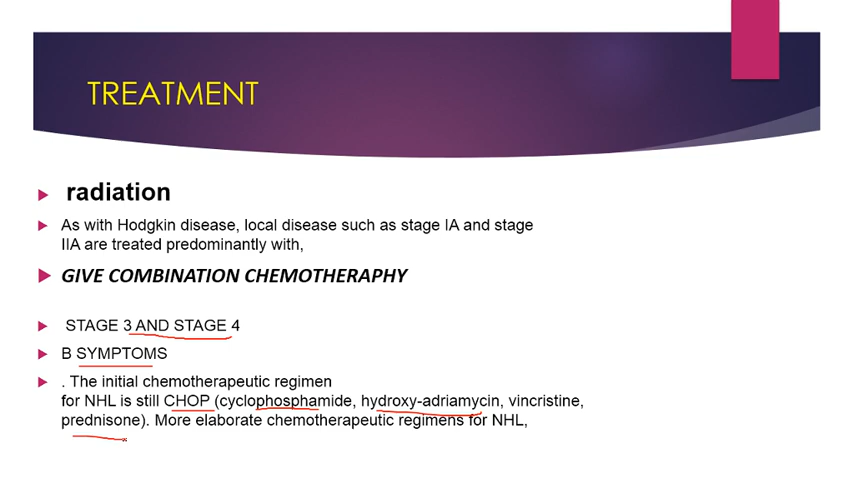 TREATMENT
radiation
As with Hodgkin disease, local disease such as stage IA and stage
IIA are treated predominantly with,
GIVE COMBINATION CHEMOTHERAPHY
STAGE 3 AND STAGE 4
B SYMPTOMS
. The initial chemotherapeutic regimen
for NHL is still CHOP (cyclophosphamide, hydroxy-adriamycin, vincristine,
prednisone). More elaborate chemotherapeutic regimens for NHL,